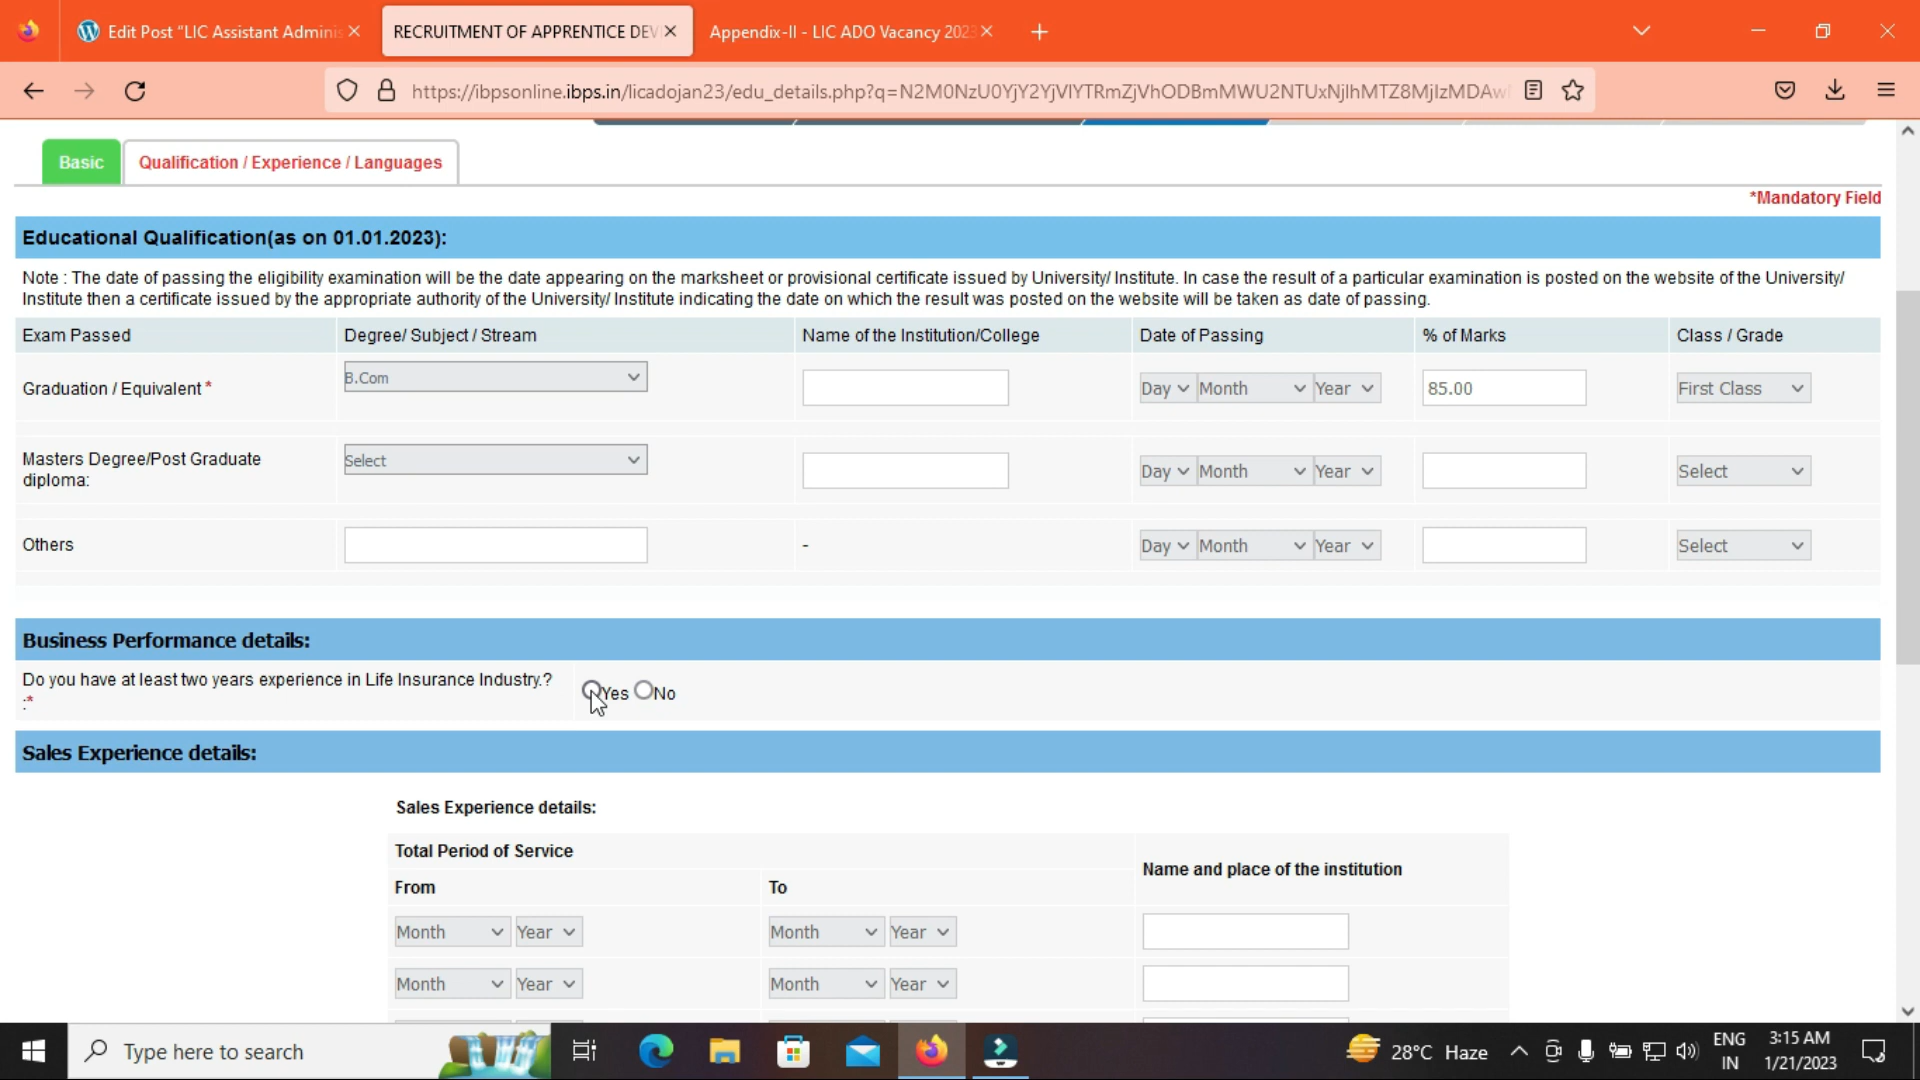 Edit Post "LIC Assistant Adminis
RECRUITMENT OF APPRENTICE DEV
Appendix-II - LIC ADO Vacancy 2023
https://ibpsonline.ibps.in/licadojan23/edu_details.php?q=N2M0NzU0YjY2YjVlYTRmZjVhODBmMWU2NTUxNjlhMTZ8MjIzMDAw
Basic
Qualification / Experience / Languages
*Mandatory Field
Educational Qualification(as on 01.01.2023):
Note : The date of passing the eligibility examination will be the date appearing on the marksheet or provisional certificate issued by University/ Institute. In case the result of a particular examination is posted on the website of the University/
Institute then a certificate issued by the appropriate authority of the University/ Institute indicating the date on which the result was posted on the website will be taken as date of passing.
Exam Passed Degree/ Subject / Stream Name of the Institution/College Date of Passing % of Marks Class / Grade
Graduation / Equivalent * B.Com Day Month Year 85.00 First Class
Masters Degree/Post Graduate
diploma: Select Day Month Year Select
Others - Day Month Year Select
Business Performance details:
Do you have at least two years experience in Life Insurance Industry.?
:* Yes No
Sales Experience details:
Sales Experience details:
Total Period of Service
Name and place of the institution
From To
Month Year Month Year
Month Year Month Year
Type here to search
28°C Haze
ENG
IN
3:15 AM
1/21/2023